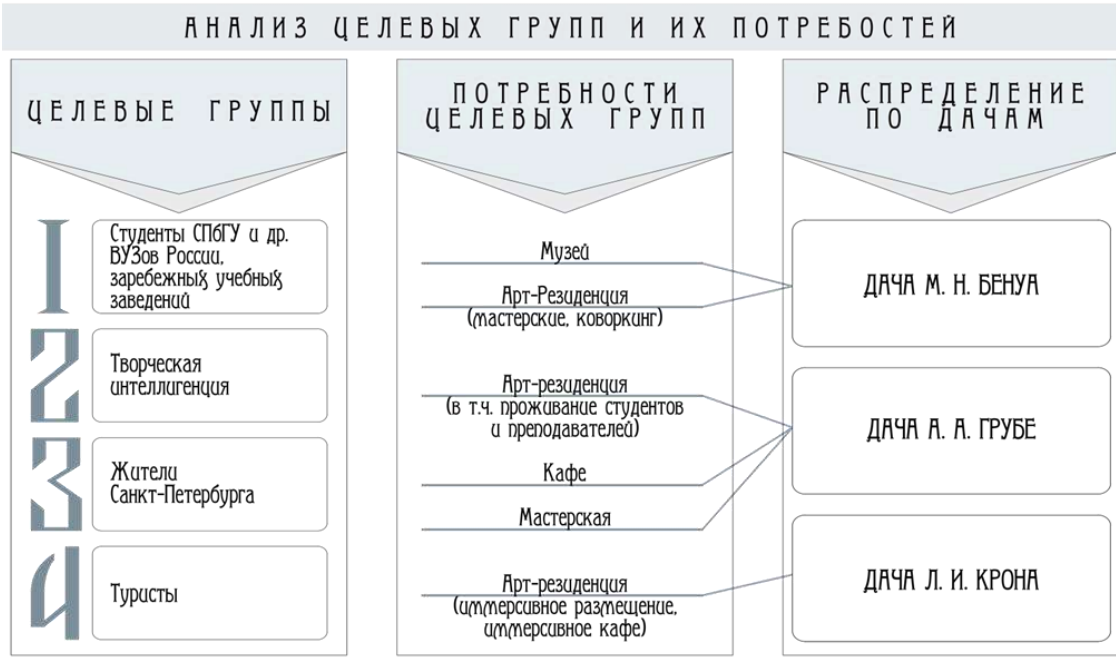 АНАЛИЗ ЦЕЛЕВЫХ ГРУПП И ИХ ПОТРЕБОСТЕЙ
ЦЕЛЕВЫЕ ГРУППЫ
1
Студенты СПбГУ и др.
ВУЗов России,
заребежных учебных
заведений
2
Творческая
интеллигенция
3
Жители
Санкт-Петербурга
4
Туристы
ПОТРЕБНОСТИ
ЦЕЛЕВЫХ ГРУПП
Музей
Арт-Резиденция
(мастерские, коворкинг)
Арт-резиденция
(в т.ч. проживание студентов
и преподавателей)
Кафе
Мастерская
Арт-резиденция
(иммерсивное размещение,
иммерсивное кафе)
РАСПРЕДЕЛЕНИЕ
ПО ДАЧАМ
ДАЧА М. Н. БЕНУА
ДАЧА А. А. ГРУБЕ
ДАЧА Л. И. КРОНА